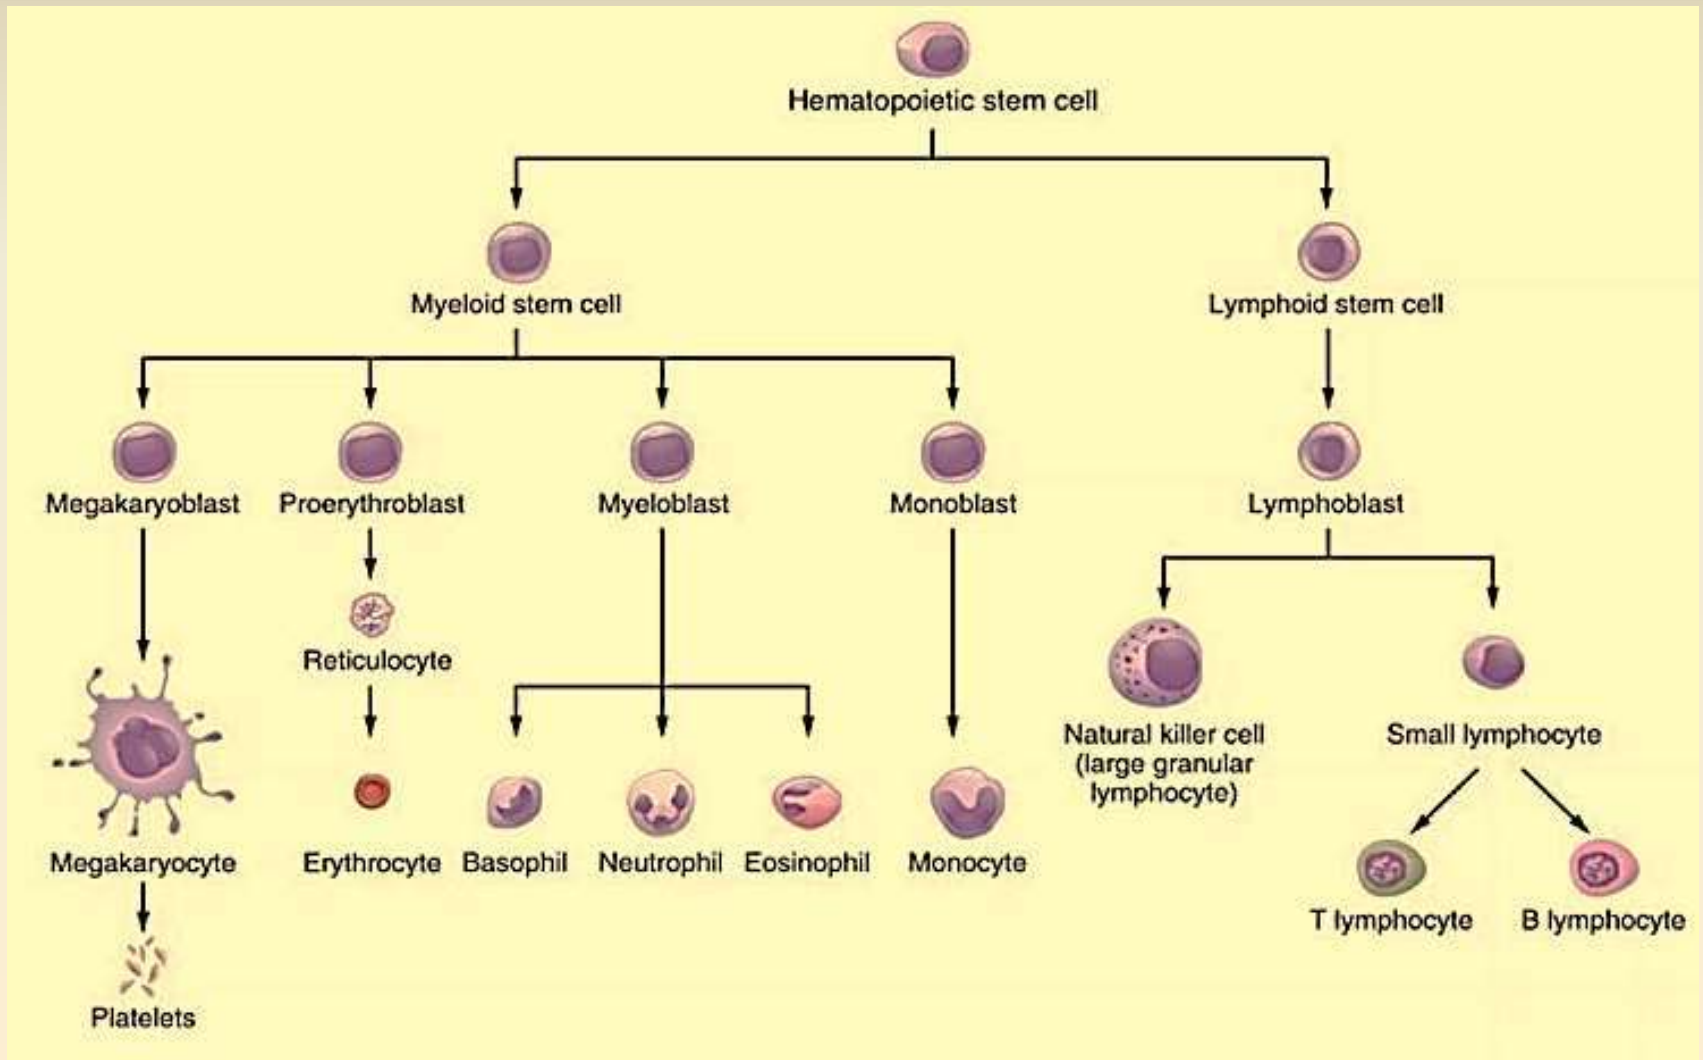 Hematopoietic stem cell
Myeloid stem cell
Lymphoid stem cell
Megakaryoblast
Proerythroblast
Myeloblast
Monoblast
Lymphoblast
Reticulocyte
Natural killer cell
(large granular
lymphocyte)
Small lymphocyte
Megakaryocyte
Erythrocyte
Basophil
Neutrophil
Eosinophil
Monocyte
T lymphocyte
B lymphocyte
Platelets